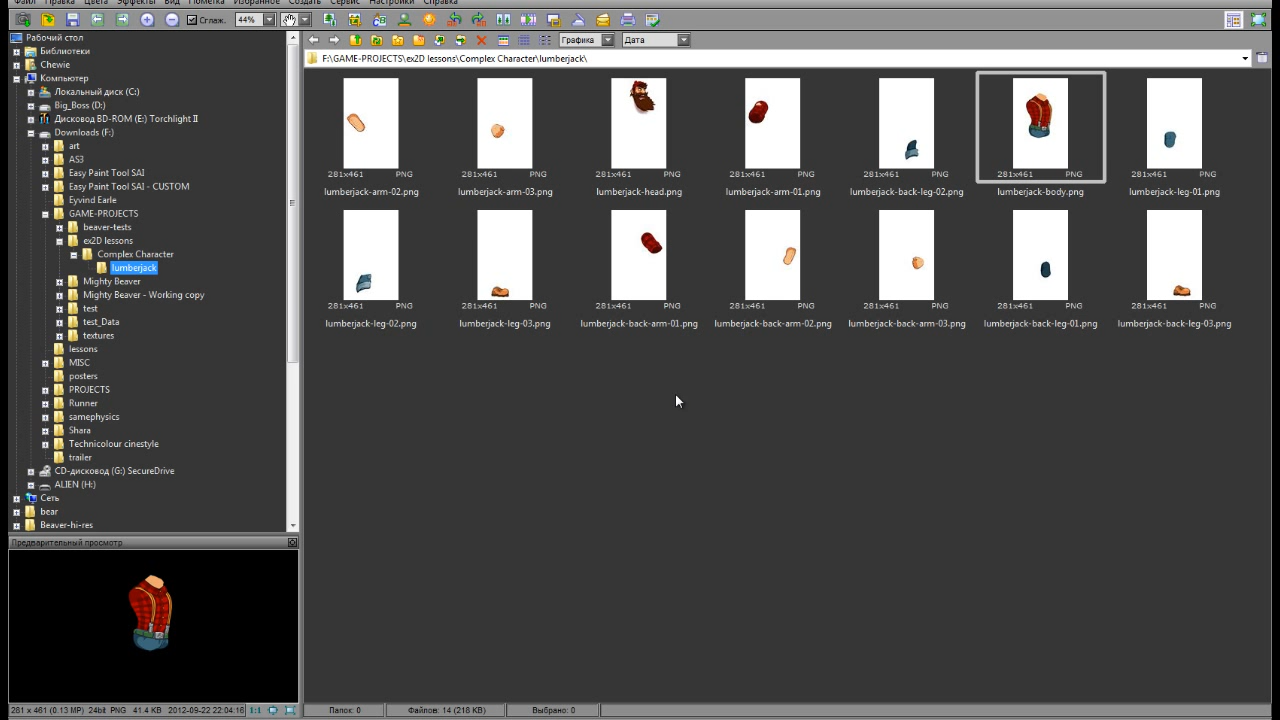 Файл Правка Цвета Эффекты Вид Пометка Избранное Создать Сервис Настройки Справка
Сглаж. 44%
Рабочий стол
Библиотеки
Chewie
Компьютер
Локальный диск (C:)
Big_Boss (D:)
Дисковод BD-ROM (E:) Torchlight II
Downloads (F:)
art
AS3
Easy Paint Tool SAI
Easy Paint Tool SAI - CUSTOM
Eyvind Earle
GAME-PROJECTS
beaver-tests
ex2D lessons
Complex Character
lumberjack
Mighty Beaver
Mighty Beaver - Working copy
test
test_Data
textures
lessons
MISC
posters
PROJECTS
Runner
samephysics
Shara
Technicolour cinestyle
trailer
CD-дисковод (G:) SecureDrive
ALIEN (H:)
Сеть
bear
Beaver-hi-res
Предварительный просмотр
281 x 461 (0.13 MP) 24bit PNG 41.4 KB 2012-09-22 22:04:16 1:1
Графика Дата
F:\GAME-PROJECTS\ex2D lessons\Complex Character\lumberjack\
281x461 PNG 281x461 PNG 281x461 PNG 281x461 PNG 281x461 PNG 281x461 PNG 281x461 PNG
lumberjack-arm-02.png lumberjack-arm-03.png lumberjack-head.png lumberjack-arm-01.png lumberjack-back-leg-02.png lumberjack-body.png lumberjack-leg-01.png
281x461 PNG 281x461 PNG 281x461 PNG 281x461 PNG 281x461 PNG 281x461 PNG 281x461 PNG
lumberjack-leg-02.png lumberjack-leg-03.png lumberjack-back-arm-01.png lumberjack-back-arm-02.png lumberjack-back-arm-03.png lumberjack-back-leg-01.png lumberjack-back-leg-03.png
Папок: 0 Файлов: 14 (218 KB) Выбрано: 0